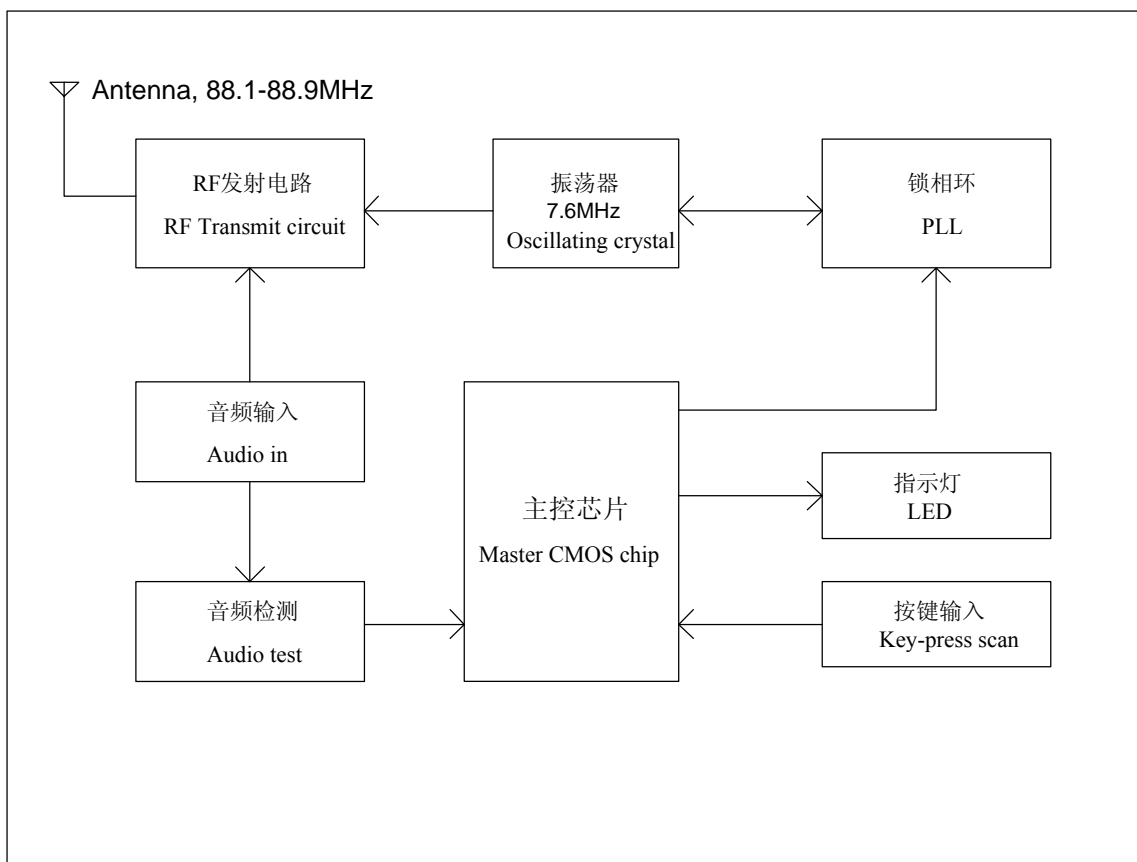 Antenna, 88.1-88.9MHz
RF发射电路
RF Transmit circuit
振荡器
7.6MHz
Oscillating crystal
锁相环
PLL
音频输入
Audio in
主控芯片
Master CMOS chip
指示灯
LED
音频检测
Audio test
按键输入
Key-press scan